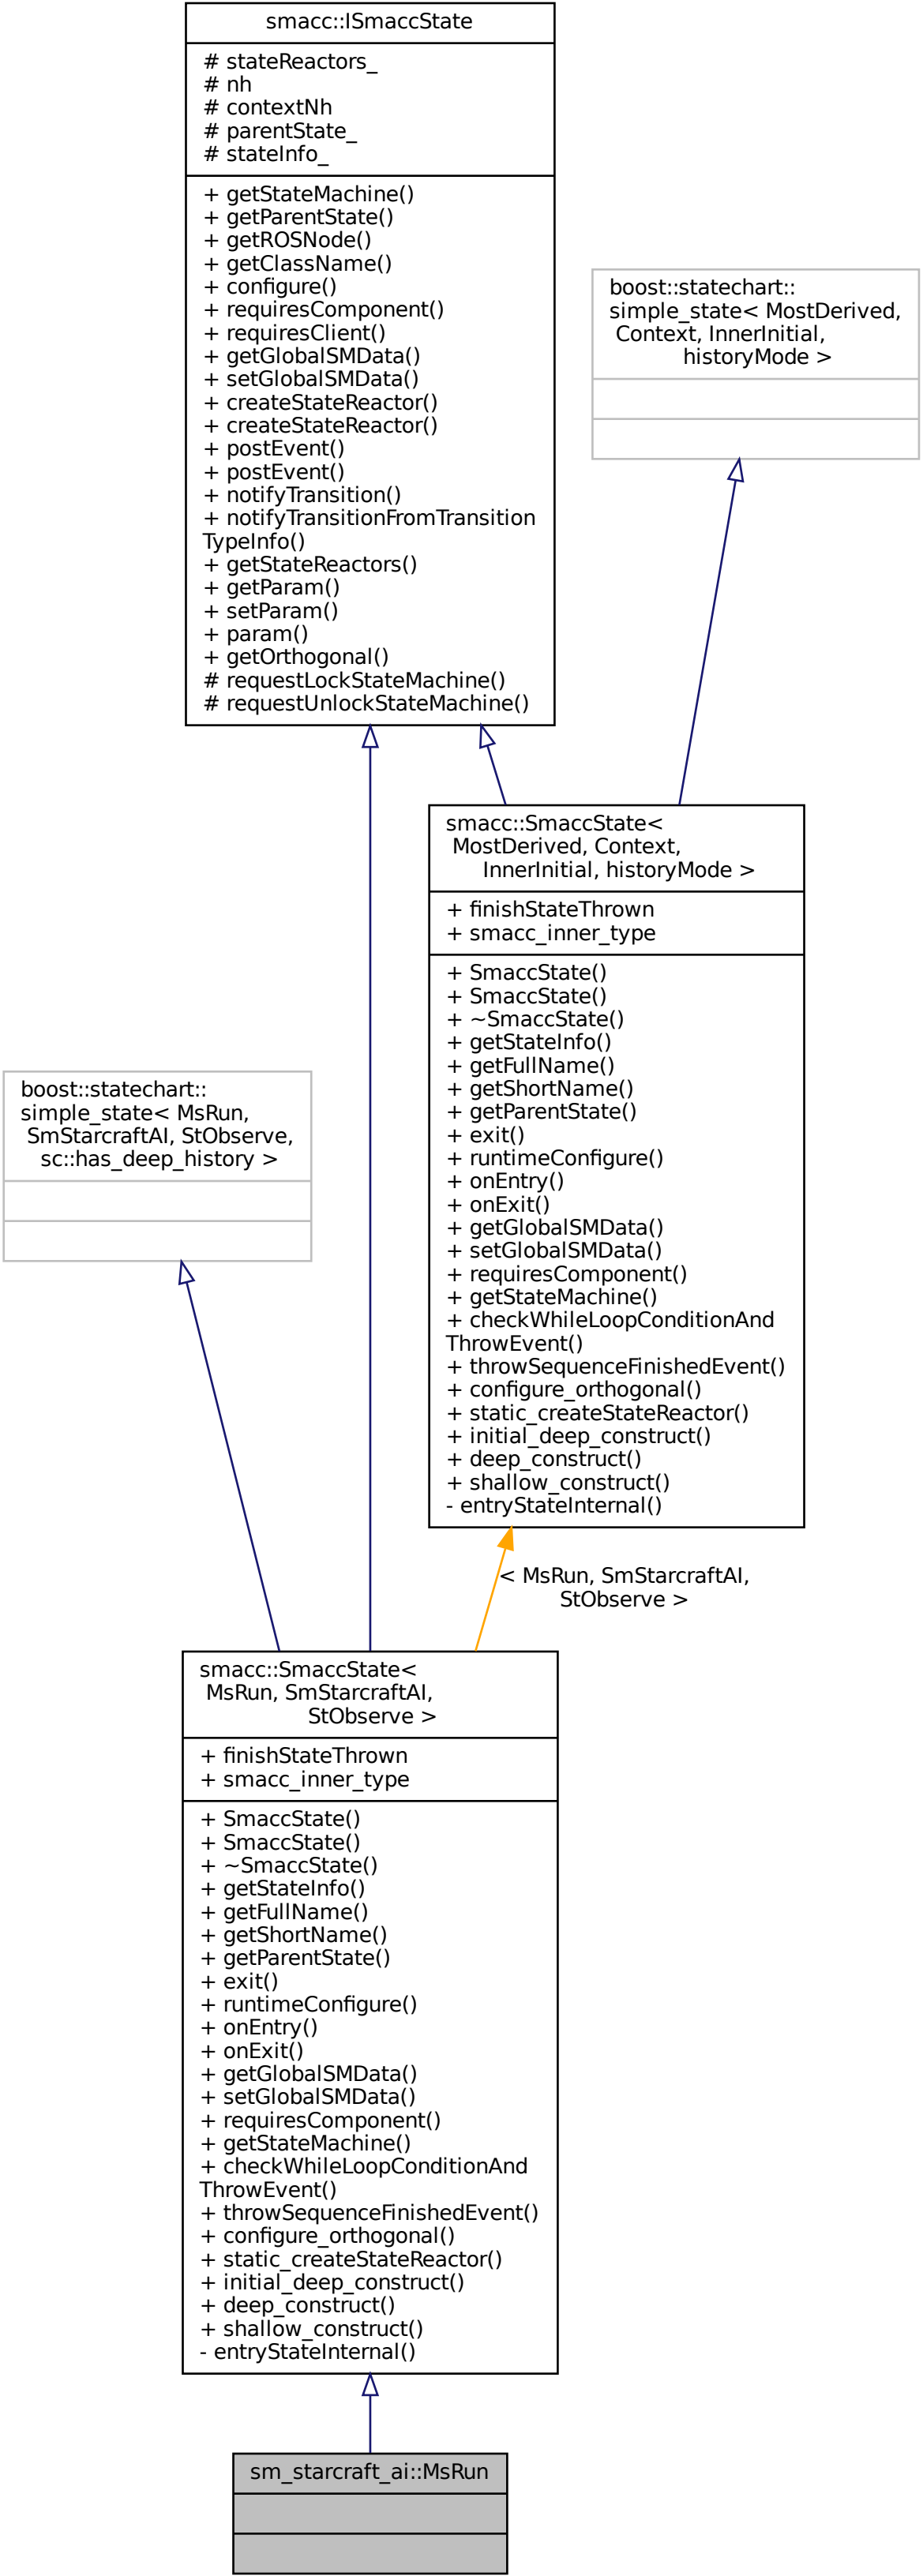 smacc::ISmaccState
# stateReactors_
# nh
# contextNh
# parentState_
# stateInfo_
+ getStateMachine()
+ getParentState()
+ getROSNode()
+ getClassName()
+ configure()
+ requiresComponent()
+ requiresClient()
+ getGlobalSMData()
+ setGlobalSMData()
+ createStateReactor()
+ createStateReactor()
+ postEvent()
+ postEvent()
+ notifyTransition()
+ notifyTransitionFromTransition
TypeInfo()
+ getStateReactors()
+ getParam()
+ setParam()
+ param()
+ getOrthogonal()
# requestLockStateMachine()
# requestUnlockStateMachine()
boost::statechart::
simple_state< MostDerived,
Context, InnerInitial,
historyMode >
smacc::SmaccState<
MostDerived, Context,
InnerInitial, historyMode >
+ finishStateThrown
+ smacc_inner_type
+ SmaccState()
+ SmaccState()
+ ~SmaccState()
+ getStateInfo()
+ getFullName()
+ getShortName()
+ getParentState()
+ exit()
+ runtimeConfigure()
+ onEntry()
+ onExit()
+ getGlobalSMData()
+ setGlobalSMData()
+ requiresComponent()
+ getStateMachine()
+ checkWhileLoopConditionAnd
ThrowEvent()
+ throwSequenceFinishedEvent()
+ configure_orthogonal()
+ static_createStateReactor()
+ initial_deep_construct()
+ deep_construct()
+ shallow_construct()
- entryStateInternal()
boost::statechart::
simple_state< MsRun,
SmStarcraftAI, StObserve,
sc::has_deep_history >
< MsRun, SmStarcraftAI,
StObserve >
smacc::SmaccState<
MsRun, SmStarcraftAI,
StObserve >
+ finishStateThrown
+ smacc_inner_type
+ SmaccState()
+ SmaccState()
+ ~SmaccState()
+ getStateInfo()
+ getFullName()
+ getShortName()
+ getParentState()
+ exit()
+ runtimeConfigure()
+ onEntry()
+ onExit()
+ getGlobalSMData()
+ setGlobalSMData()
+ requiresComponent()
+ getStateMachine()
+ checkWhileLoopConditionAnd
ThrowEvent()
+ throwSequenceFinishedEvent()
+ configure_orthogonal()
+ static_createStateReactor()
+ initial_deep_construct()
+ deep_construct()
+ shallow_construct()
- entryStateInternal()
sm_starcraft_ai::MsRun